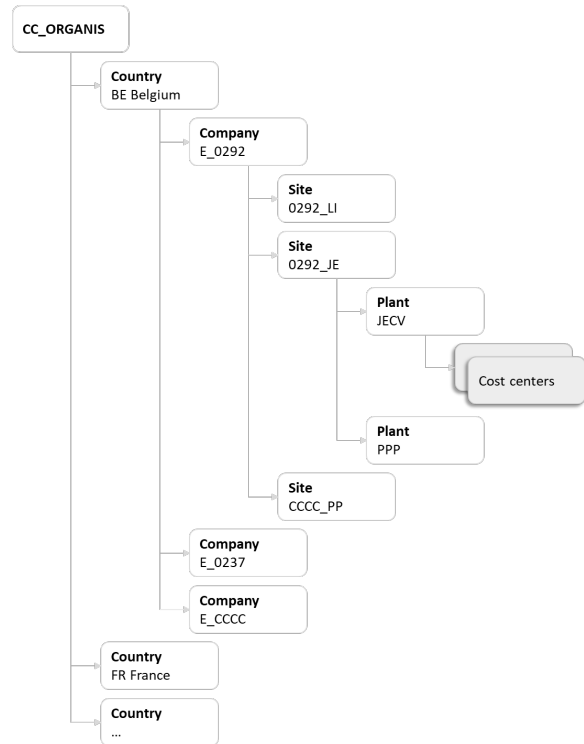 CC_ORGANIS
Country
BE Belgium
Company
E_0292
Site
0292_LI
Site
0292_JE
Plant
JECV
Cost centers
Plant
PPP
Site
CCCC_PP
Company
E_0237
Company
E_CCCC
Country
FR France
Country
...